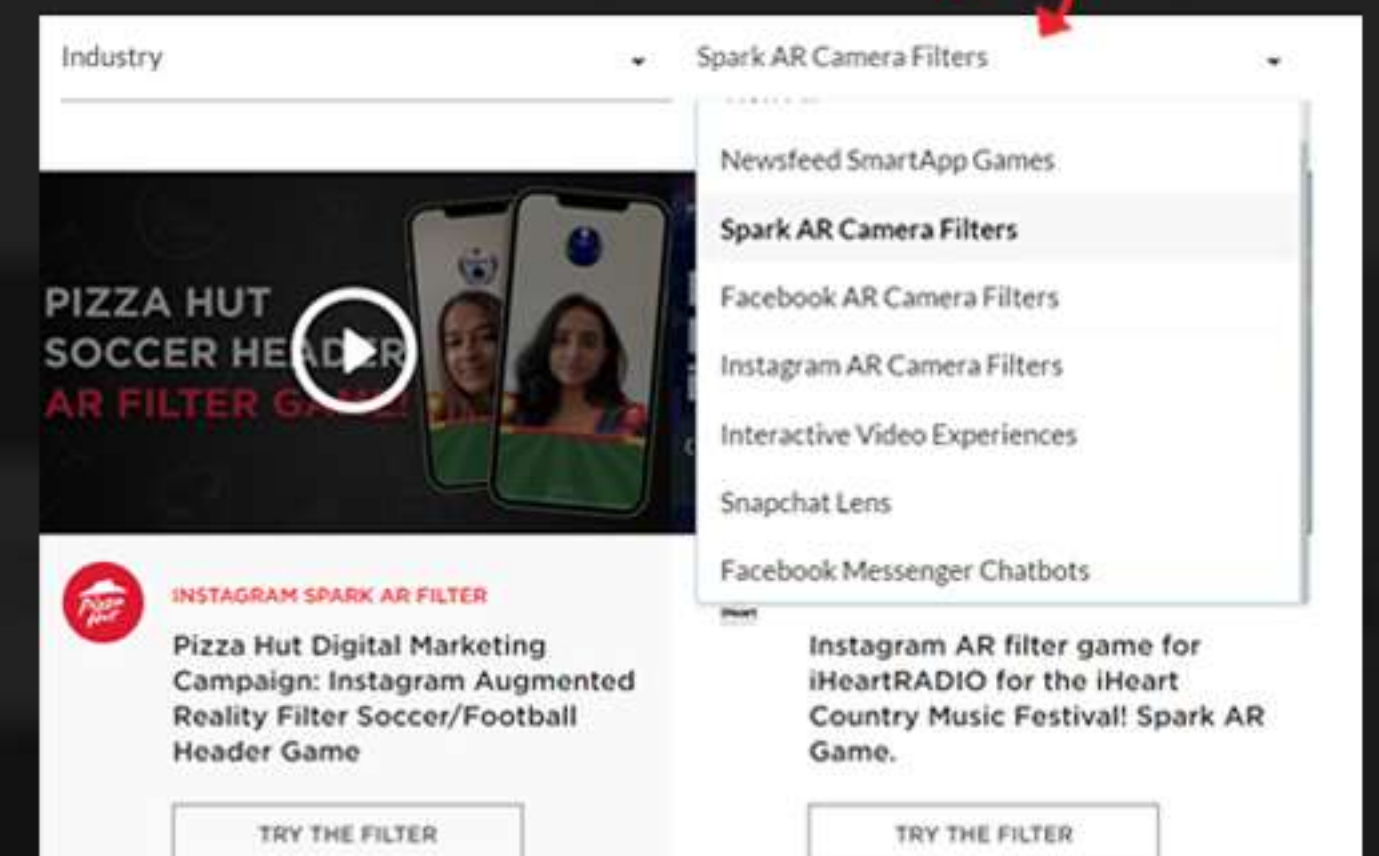 Industry
Spark AR Camera Filters
Newsfeed SmartApp Games
Spark AR Camera Filters
Facebook AR Camera Filters
Instagram AR Camera Filters
Interactive Video Experiences
Snapchat Lens
Facebook Messenger Chatbots
PIZZA HUT
SOCCER HEADER
AR FILTER GAME!
Pizza
Hut
INSTAGRAM SPARK AR FILTER
Pizza Hut Digital Marketing
Campaign: Instagram Augmented
Reality Filter Soccer/Football
Header Game
TRY THE FILTER
iHeart
Instagram AR filter game for
iHeartRADIO for the iHeart
Country Music Festival! Spark AR
Game.
TRY THE FILTER